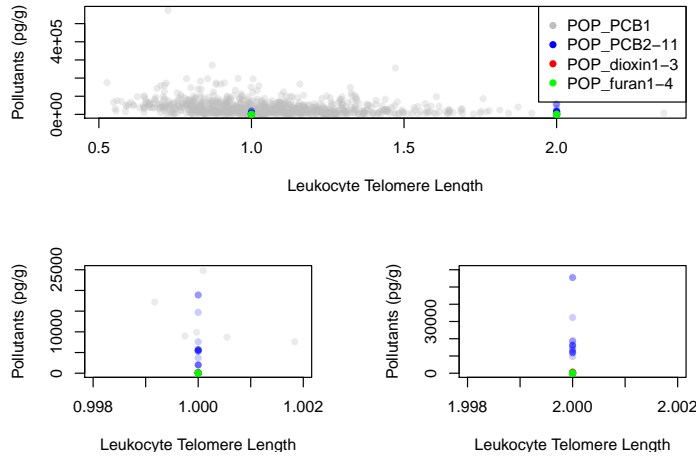 Pollutants (pg/g)
4e+05
0e+00
POP_PCB1
POP_PCB2−11
POP_dioxin1−3
POP_furan1−4
0.5 1.0 1.5 2.0
Leukocyte Telomere Length
Pollutants (pg/g)
25000
10000
0
0.998 1.000 1.002
Leukocyte Telomere Length
Pollutants (pg/g)
30000
0
1.998 2.000 2.002
Leukocyte Telomere Length